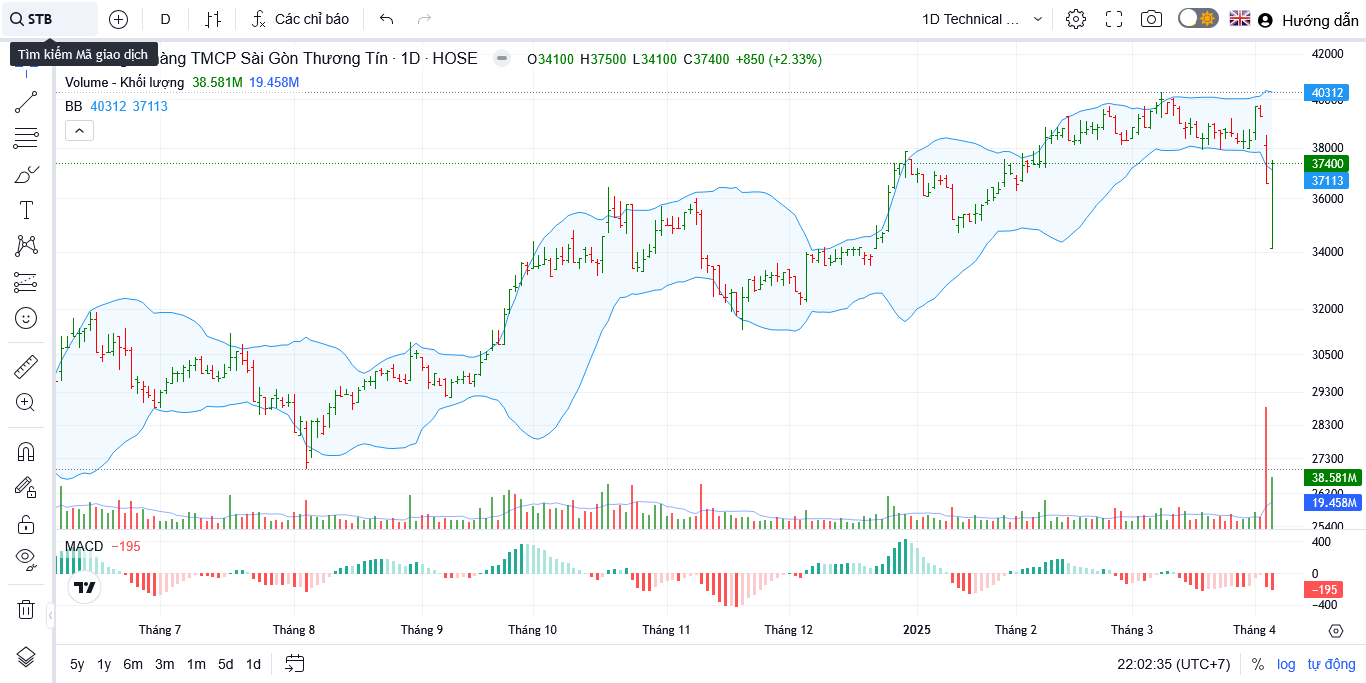 STB
D
Các chỉ báo
1D Technical ...
Hướng dẫn
Tìm kiếm Mã giao dịch
àng TMCP Sài Gòn Thương Tín · 1D · HOSE
O34100 H37500 L34100 C37400 +850 (+2.33%)
Volume - Khối lượng 38.581M 19.458M
BB 40312 37113
42000
40312
40000
38000
37400
37113
36000
34000
32000
30500
29300
28300
27300
38.581M
26200
19.458M
25400
MACD −195
400
0
−195
−400
Tháng 7
Tháng 8
Tháng 9
Tháng 10
Tháng 11
Tháng 12
2025
Tháng 2
Tháng 3
Tháng 4
5y 1y 6m 3m 1m 5d 1d
22:02:35 (UTC+7)
% log tự động